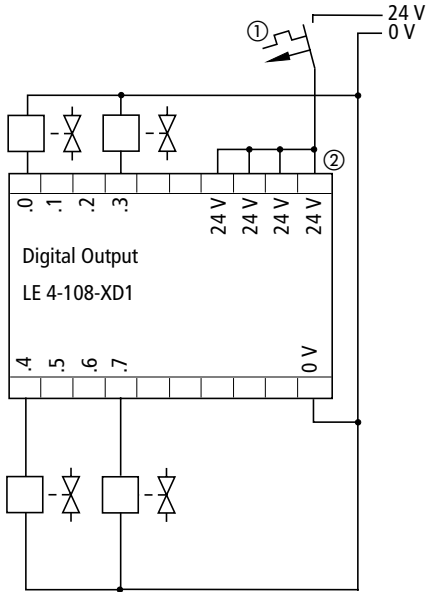 24 V
0 V
①
②
.0 .1 .2 .3 24 V 24 V 24 V 24 V
Digital Output
LE 4-108-XD1
.4 .5 .6 .7 0 V